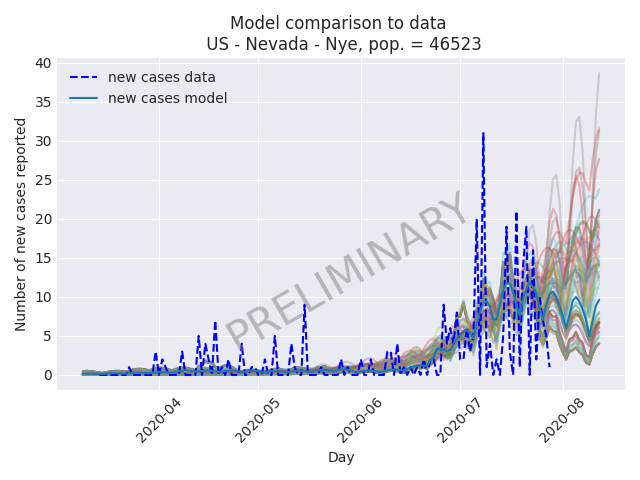 Model comparison to data
US - Nevada - Nye, pop. = 46523
Number of new cases reported
40
35
30
25
20
15
10
5
0
new cases data
new cases model
PRELIMINARY
2020-04
2020-05
2020-06
2020-07
2020-08
Day